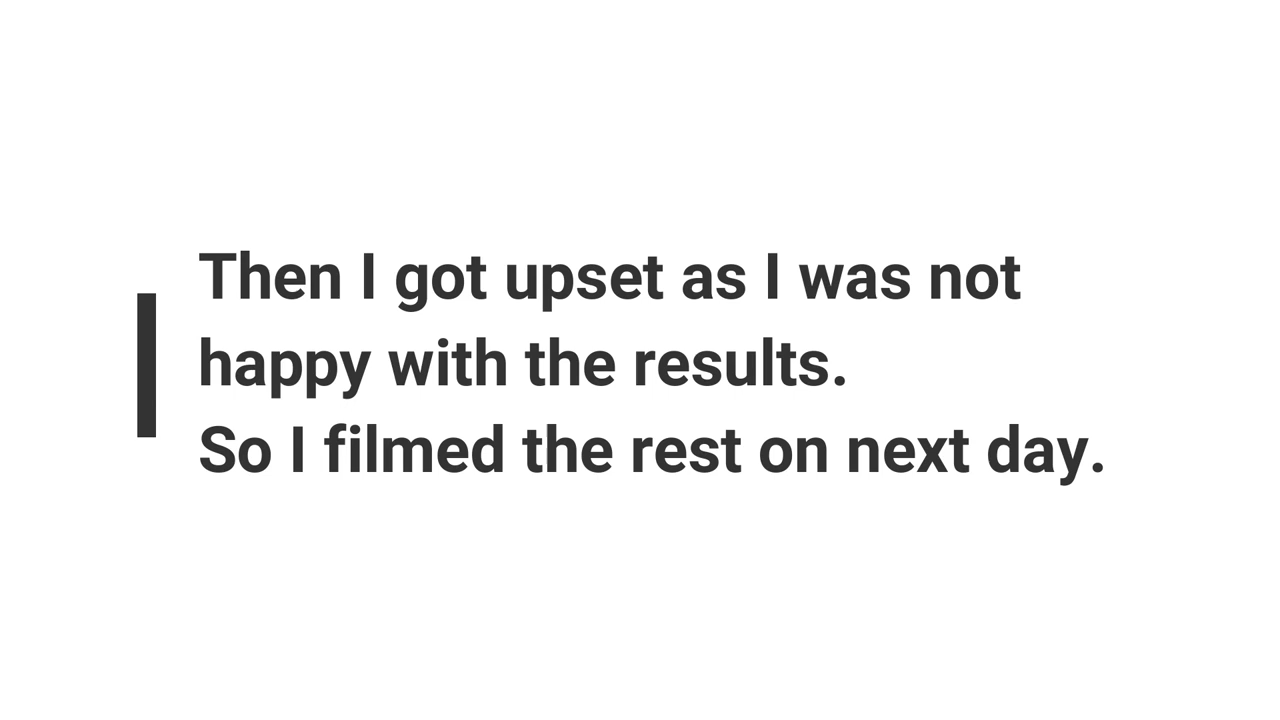 Then I got upset as I was not
happy with the results.
So I filmed the rest on next day.